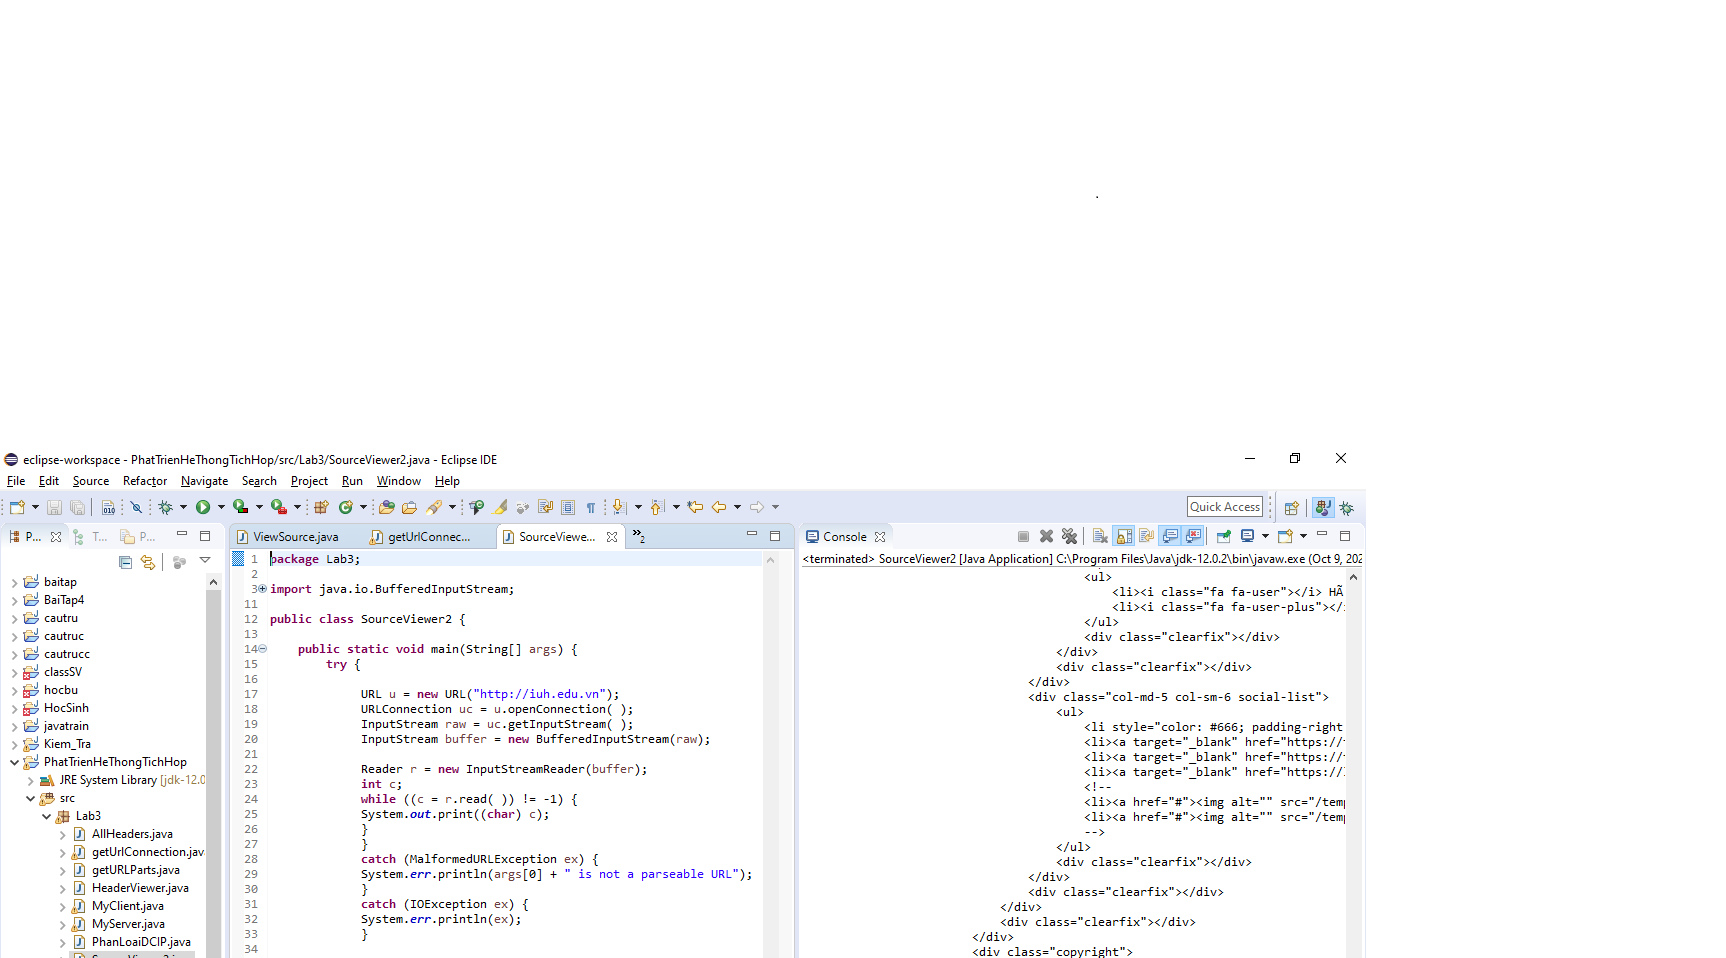 eclipse-workspace - PhatTrienHeThongTichHop/src/Lab3/SourceViewer2.java - Eclipse IDE
File Edit Source Refactor Navigate Search Project Run Window Help
Quick Access
P... T... P...
baitap
BaiTap4
cautru
cautruc
cautrucc
classSV
hocbu
HocSinh
javatrain
Kiem_Tra
PhatTrienHeThongTichHop
JRE System Library [jdk-12.0
src
Lab3
AllHeaders.java
getUrlConnection.jav
getURLParts.java
HeaderViewer.java
MyClient.java
MyServer.java
PhanLoaiDCIP.java
ViewSource.java getUrlConnec... SourceViewe... »2
1 package Lab3;
2
3 import java.io.BufferedInputStream;
11
12 public class SourceViewer2 {
13
14 public static void main(String[] args) {
15 try {
16
17 URL u = new URL("http://iuh.edu.vn");
18 URLConnection uc = u.openConnection( );
19 InputStream raw = uc.getInputStream( );
20 InputStream buffer = new BufferedInputStream(raw);
21
22 Reader r = new InputStreamReader(buffer);
23 int c;
24 while ((c = r.read( )) != -1) {
25 System.out.print((char) c);
26 }
27 }
28 catch (MalformedURLException ex) {
29 System.err.println(args[0] + " is not a parseable URL");
30 }
31 catch (IOException ex) {
32 System.err.println(ex);
33 }
34
Console
<terminated> SourceViewer2 [Java Application] C:\Program Files\Java\jdk-12.0.2\bin\javaw.exe (Oct 9, 202
<ul>
<li><i class="fa fa-user"></i> HÃ
<li><i class="fa fa-user-plus"></i
</ul>
<div class="clearfix"></div>
</div>
<div class="clearfix"></div>
</div>
<div class="col-md-5 col-sm-6 social-list">
<ul>
<li style="color: #666; padding-right
<li><a target="_blank" href="https://
<li><a target="_blank" href="https://
<li><a target="_blank" href="https://
<!--
<li><a href="#"><img alt="" src="/temp
<li><a href="#"><img alt="" src="/temp
-->
</ul>
<div class="clearfix"></div>
</div>
<div class="clearfix"></div>
</div>
<div class="clearfix"></div>
</div>
<div class="copyright">